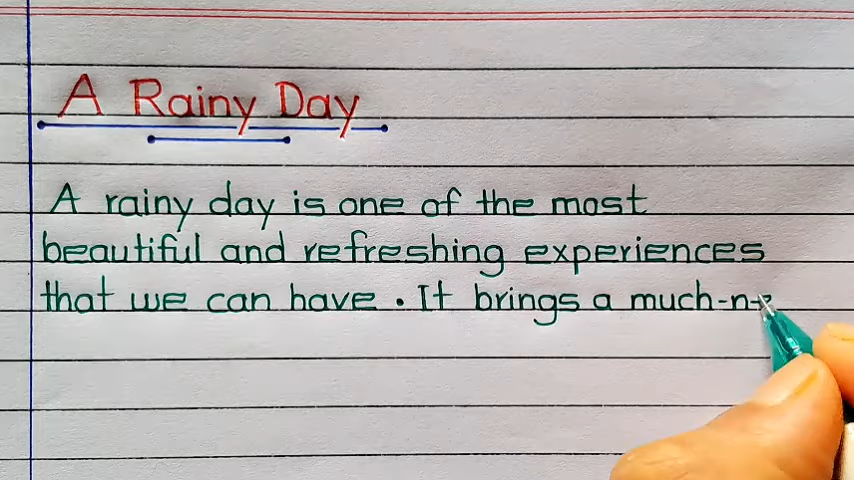 A Rainy Day
A rainy day is one of the most
beautiful and refreshing experiences
that we can have. It brings a much-n